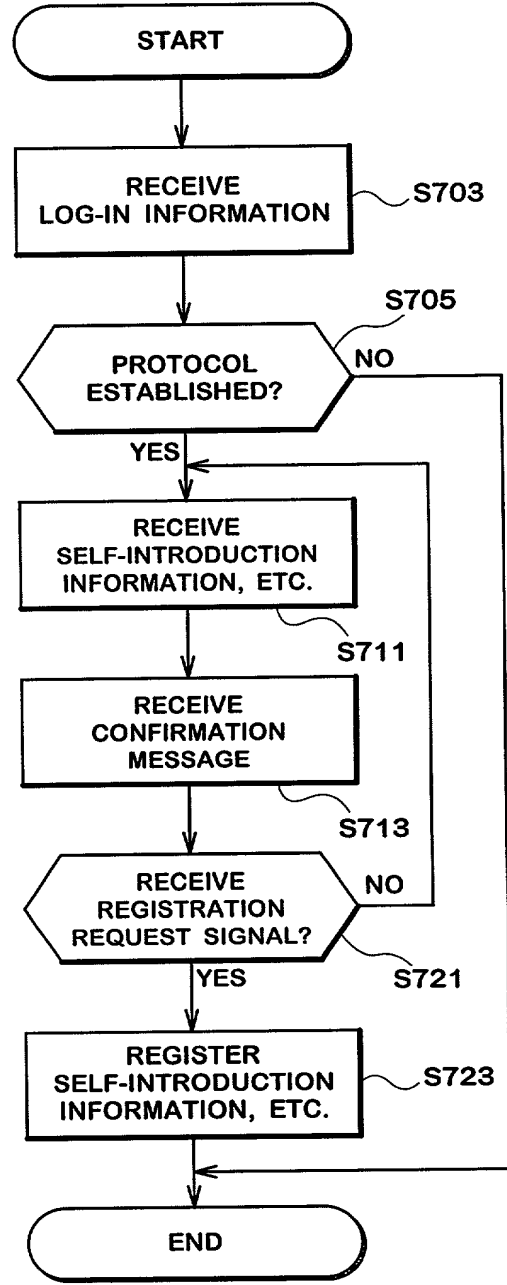 START
RECEIVE
LOG-IN INFORMATION
S703
S705
PROTOCOL
ESTABLISHED?
NO
YES
RECEIVE
SELF-INTRODUCTION
INFORMATION, ETC.
S711
RECEIVE
CONFIRMATION
MESSAGE
S713
RECEIVE
REGISTRATION
REQUEST SIGNAL?
NO
S721
YES
REGISTER
SELF-INTRODUCTION
INFORMATION, ETC.
S723
END